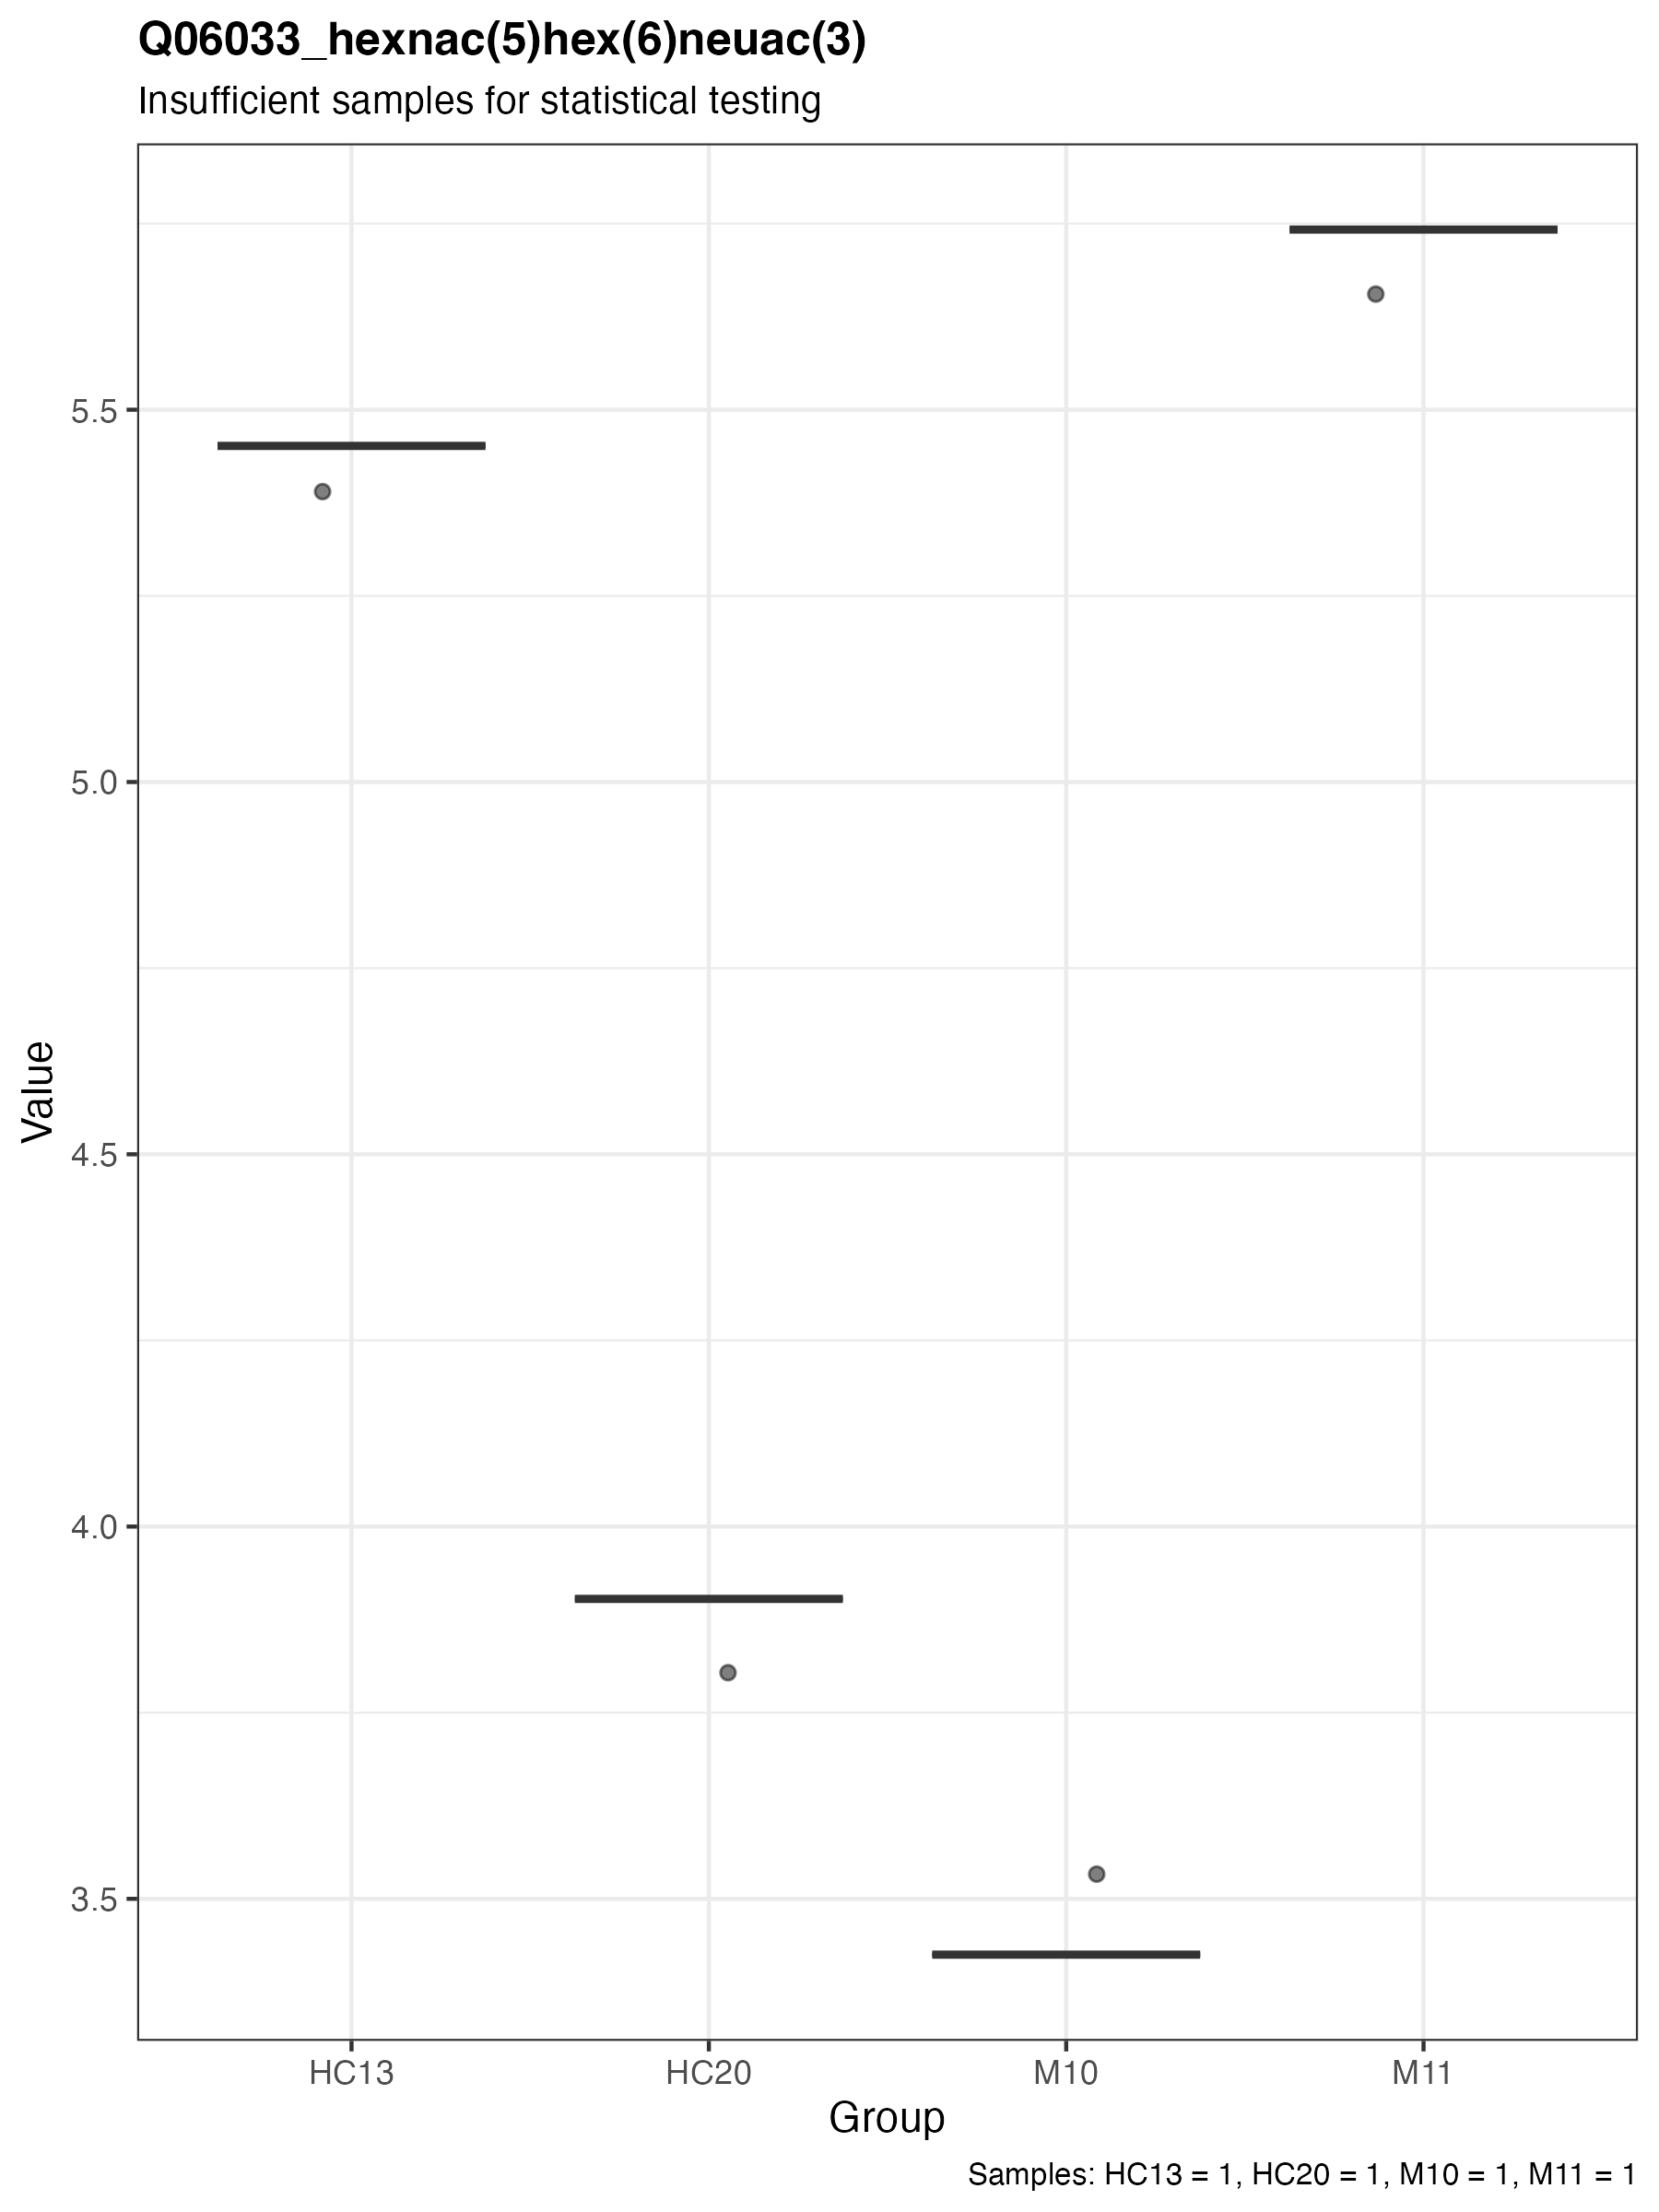 Q06033_hexnac(5)hex(6)neuac(3)
Insufficient samples for statistical testing
Value
5.5
5.0
4.5
4.0
3.5
HC13 HC20 M10 M11
Group
Samples: HC13 = 1, HC20 = 1, M10 = 1, M11 = 1